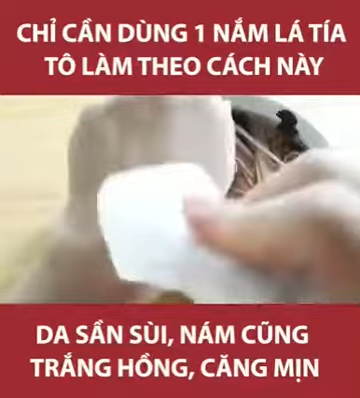 CHỈ CẦN DÙNG 1 NẮM LÁ TÍA
TÔ LÀM THEO CÁCH NÀY
DA SẦN SÙI, NÁM CŨNG
TRẮNG HỒNG, CĂNG MỊN